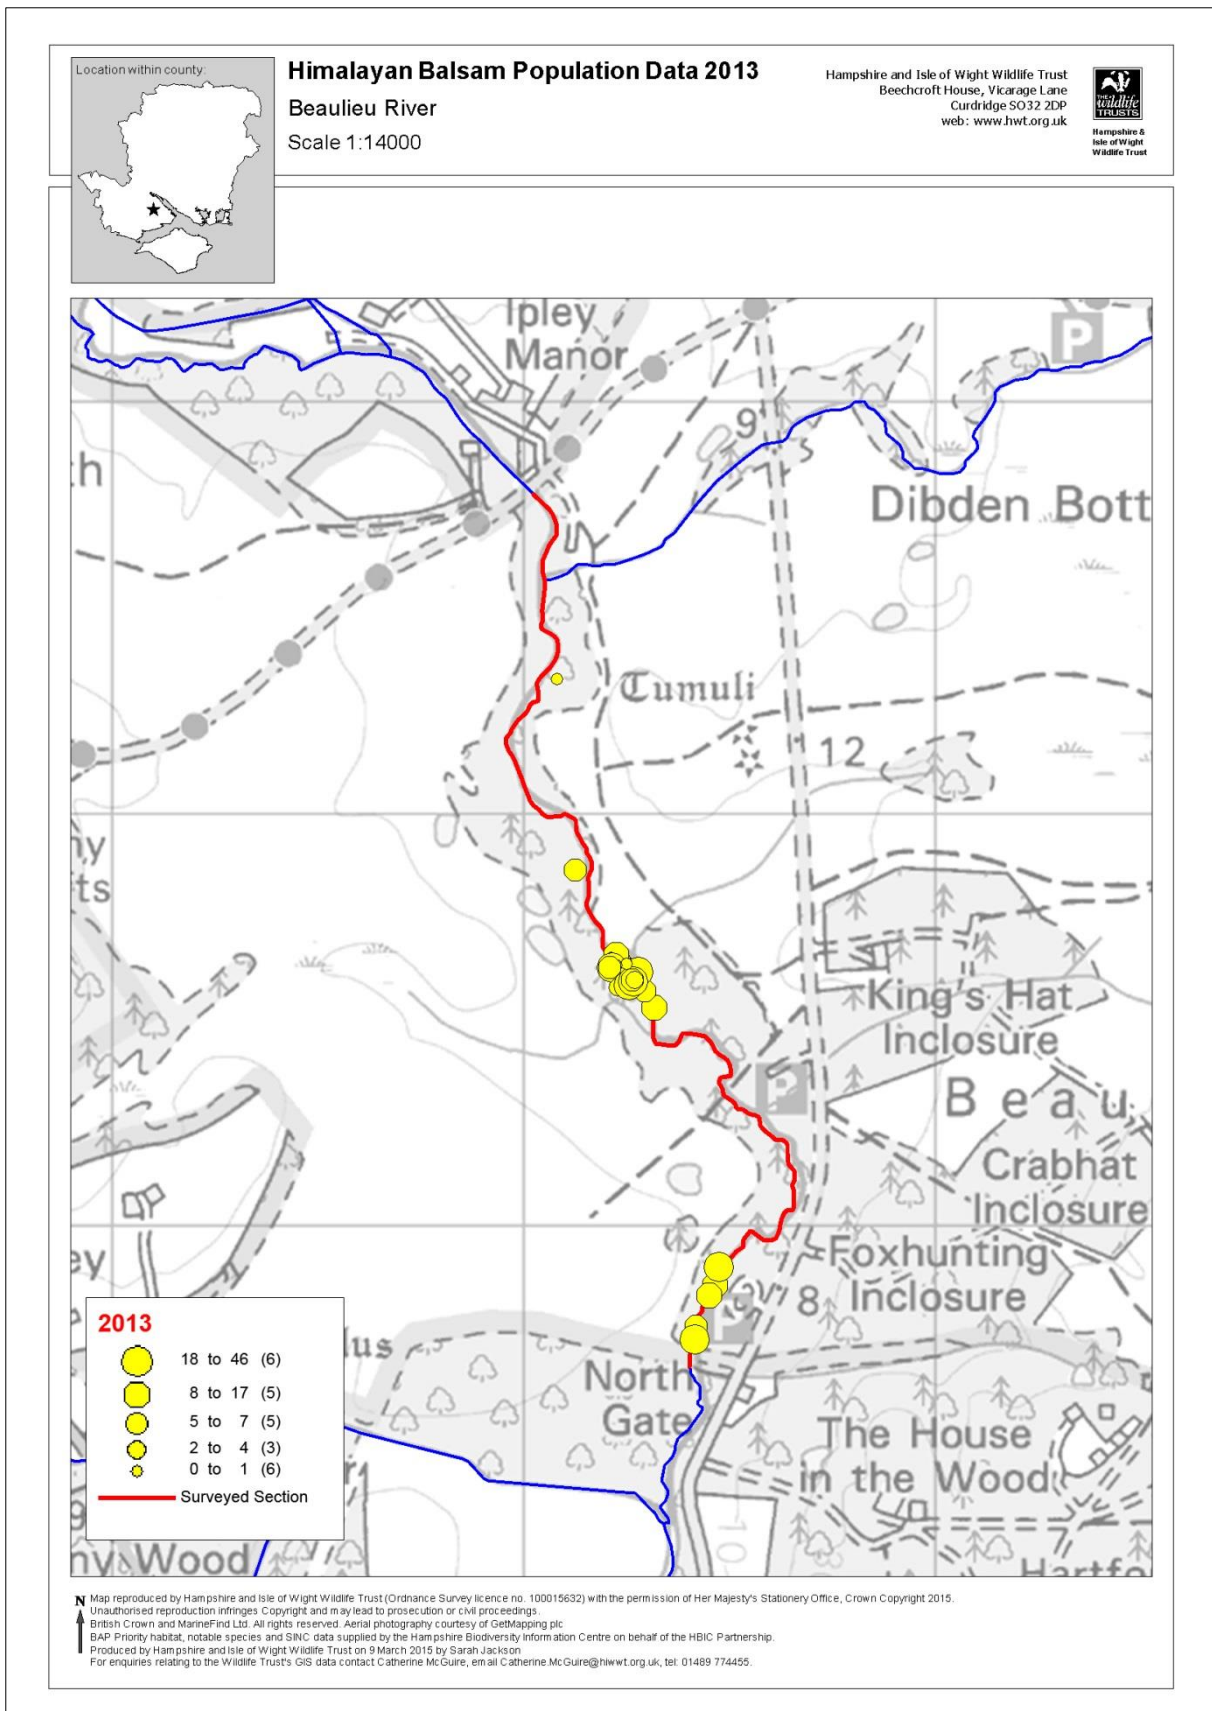 Location within county:
Himalayan Balsam Population Data 2013
Beaulieu River
Scale 1:14000
Hampshire and Isle of Wight Wildlife Trust
Beechcroft House, Vicarage Lane
Curdridge SO32 2DP
web: www.hwt.org.uk
THE
wildlife
TRUSTS
Hampshire &
Isle of Wight
Wildlife Trust
Ipley
Manor
P
9
Dibden Bott
Tumuli
12
ts
King's Hat
Inclosure
P
Beau
Crabhat
Inclosure
Foxhunting
Inclosure
8
P
North
Gate
The House
in the Wood
10
Wood
Hartfo
2013
18 to 46 (6)
8 to 17 (5)
5 to 7 (5)
2 to 4 (3)
0 to 1 (6)
Surveyed Section
N
Map reproduced by Hampshire and Isle of Wight Wildlife Trust (Ordnance Survey licence no. 100015632) with the permission of Her Majesty's Stationery Office, Crown Copyright 2015.
Unauthorised reproduction infringes Copyright and may lead to prosecution or civil proceedings.
British Crown and MarineFind Ltd. All rights reserved. Aerial photography courtesy of GetMapping plc
BAP Priority habitat, notable species and SINC data supplied by the Hampshire Biodiversity Information Centre on behalf of the HBIC Partnership.
Produced by Hampshire and Isle of Wight Wildlife Trust on 9 March 2015 by Sarah Jackson
For enquiries relating to the Wildlife Trust's GIS data contact Catherine McGuire, email Catherine.McGuire@hiwwt.org.uk, tel: 01489 774455.